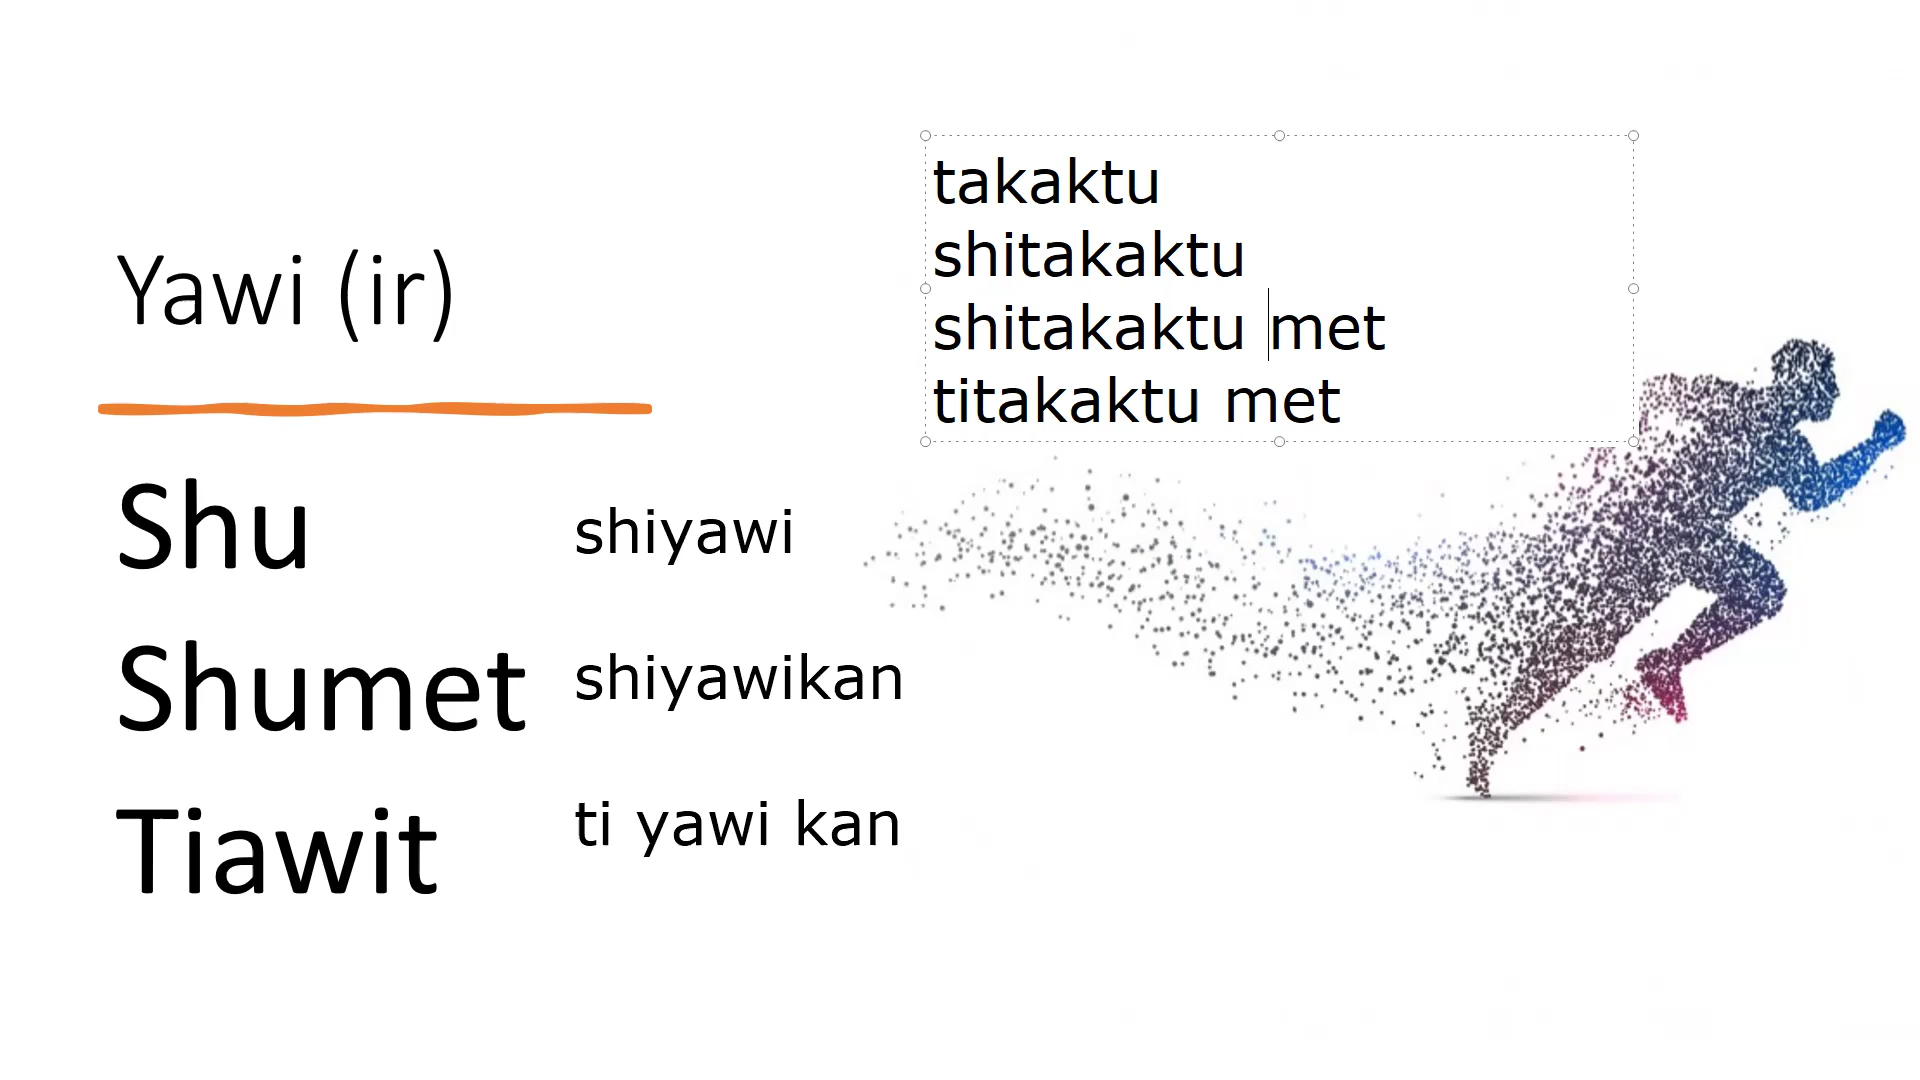 takaktu
shitakaktu
shitakaktu met
titakaktu met
Yawi (ir)
Shu
shiyawi
Shumet
shiyawikan
Tiawit
ti yawi kan